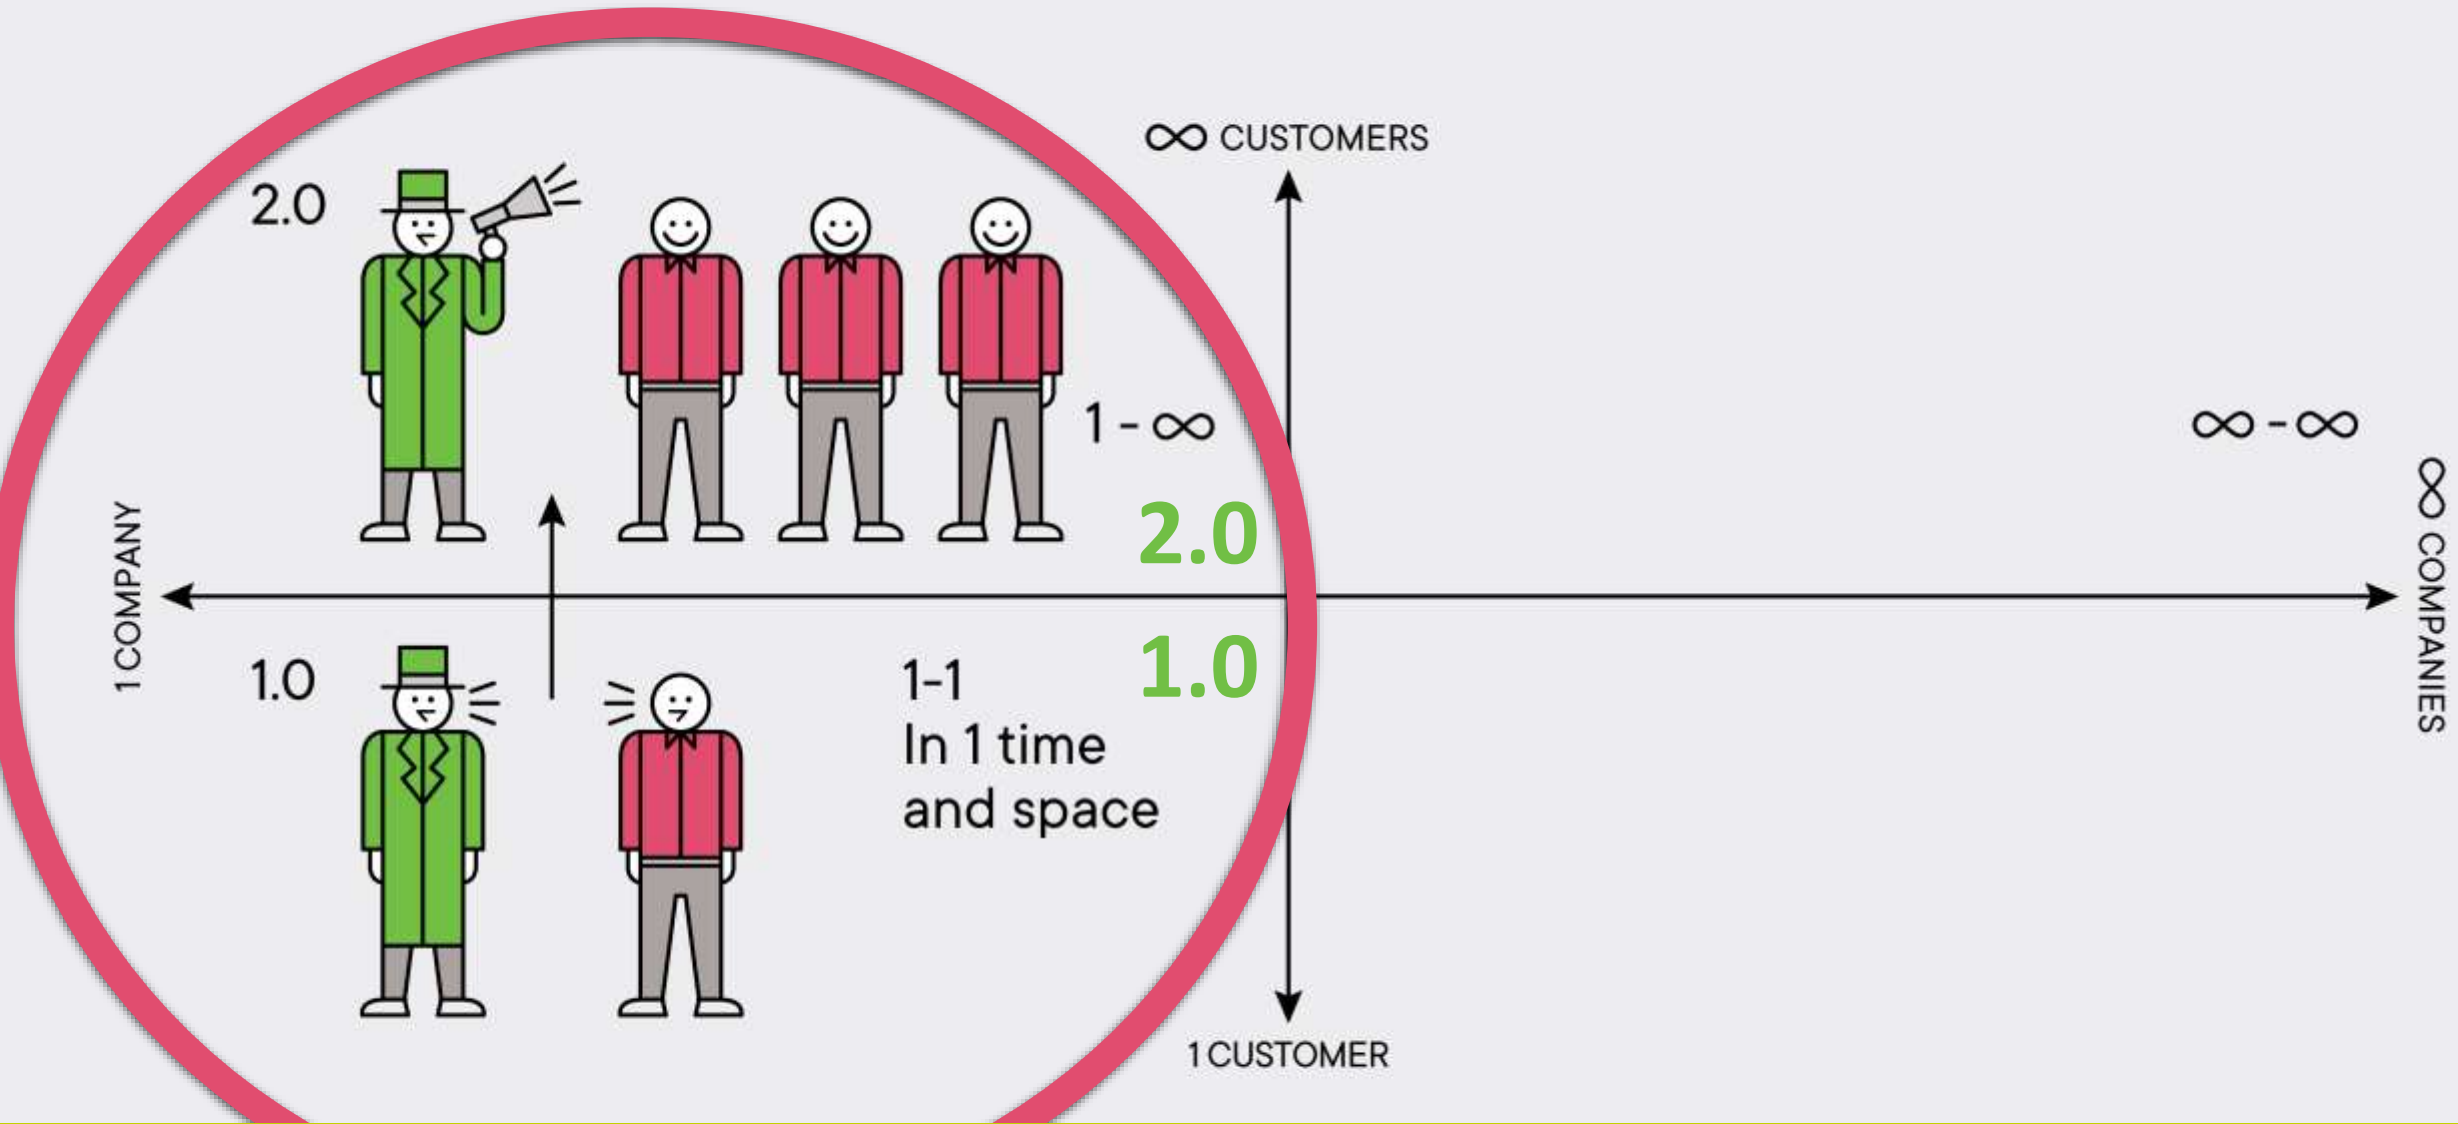 ∞ CUSTOMERS
2.0
1 - ∞
∞ - ∞
2.0
1 COMPANY
∞ COMPANIES
1.0
1-1
In 1 time
and space
1.0
1 CUSTOMER